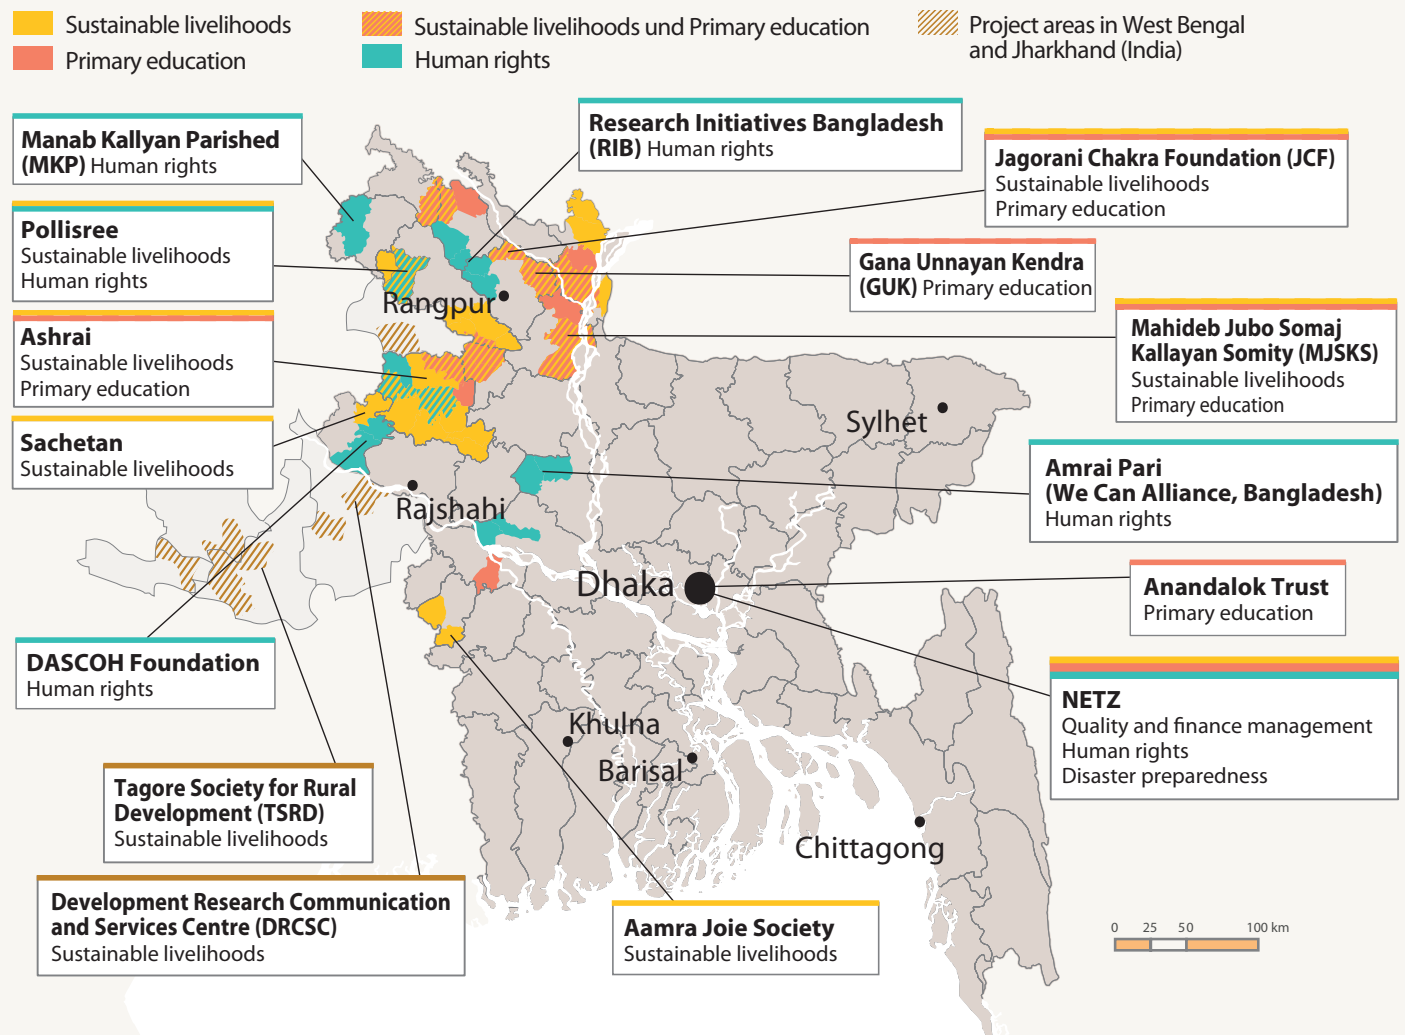 Sustainable livelihoods
Primary education
Sustainable livelihoods und Primary education
Human rights
Project areas in West Bengal
and Jharkhand (India)
Manab Kallyan Parished
(MKP) Human rights
Research Initiatives Bangladesh
(RIB) Human rights
Jagorani Chakra Foundation (JCF)
Sustainable livelihoods
Primary education
Pollisree
Sustainable livelihoods
Human rights
Gana Unnayan Kendra
(GUK) Primary education
Rangpur
Ashrai
Sustainable livelihoods
Primary education
Mahideb Jubo Somaj
Kallayan Somity (MJSKS)
Sustainable livelihoods
Primary education
Sylhet
Sachetan
Sustainable livelihoods
Amrai Pari
(We Can Alliance, Bangladesh)
Human rights
Rajshahi
Dhaka
Anandalok Trust
Primary education
DASCOH Foundation
Human rights
NETZ
Quality and finance management
Human rights
Disaster preparedness
Khulna
Barisal
Tagore Society for Rural
Development (TSRD)
Sustainable livelihoods
Chittagong
Development Research Communication
and Services Centre (DRCSC)
Sustainable livelihoods
Aamra Joie Society
Sustainable livelihoods
0 25 50 100 km